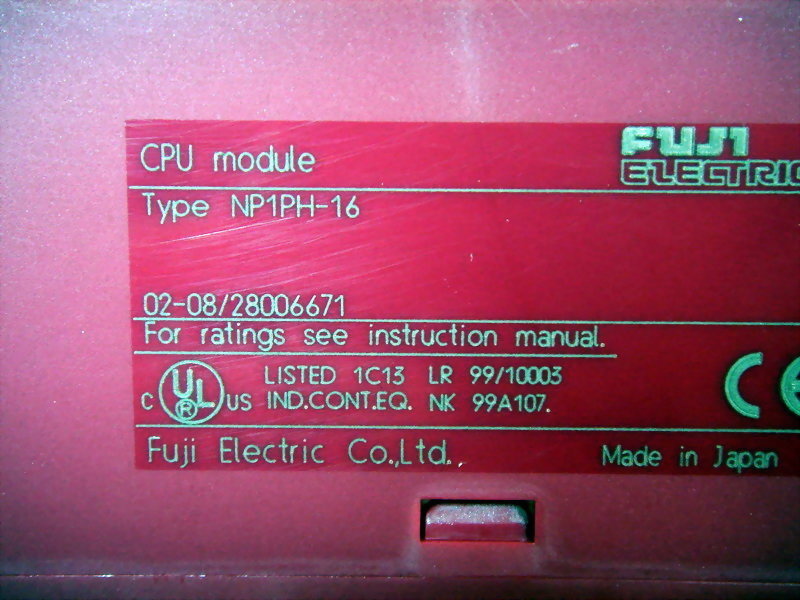 CPU module
FUJI
ELECTRIC
Type NP1PH-16
02-08/28006671
For ratings see instruction manual.
C UL ® US LISTED 1C13 LR 99/10003
IND.CONT.EQ. NK 99A107.
CE
Fuji Electric Co.,Ltd.
Made in Japan